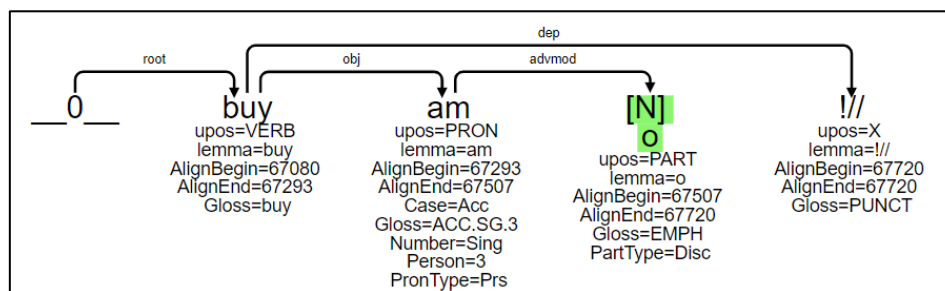 dep
root obj advmod
__0__ buy am [N] !//
upos=VERB upos=PRON o upos=X
lemma=buy lemma=am upos=PART lemma=!//
AlignBegin=67080 AlignBegin=67293 lemma=o AlignBegin=67720
AlignEnd=67293 AlignEnd=67507 AlignBegin=67507 AlignEnd=67720
Gloss=buy Case=Acc AlignEnd=67720 Gloss=PUNCT
Gloss=ACC.SG.3 Gloss=EMPH
Number=Sing PartType=Disc
Person=3
PronType=Prs